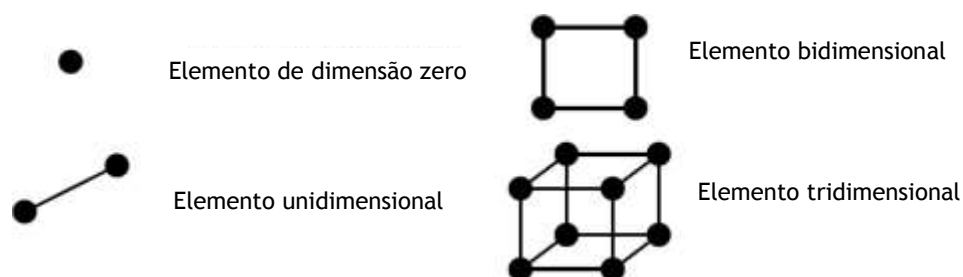 Elemento de dimensão zero
Elemento bidimensional
Elemento unidimensional
Elemento tridimensional